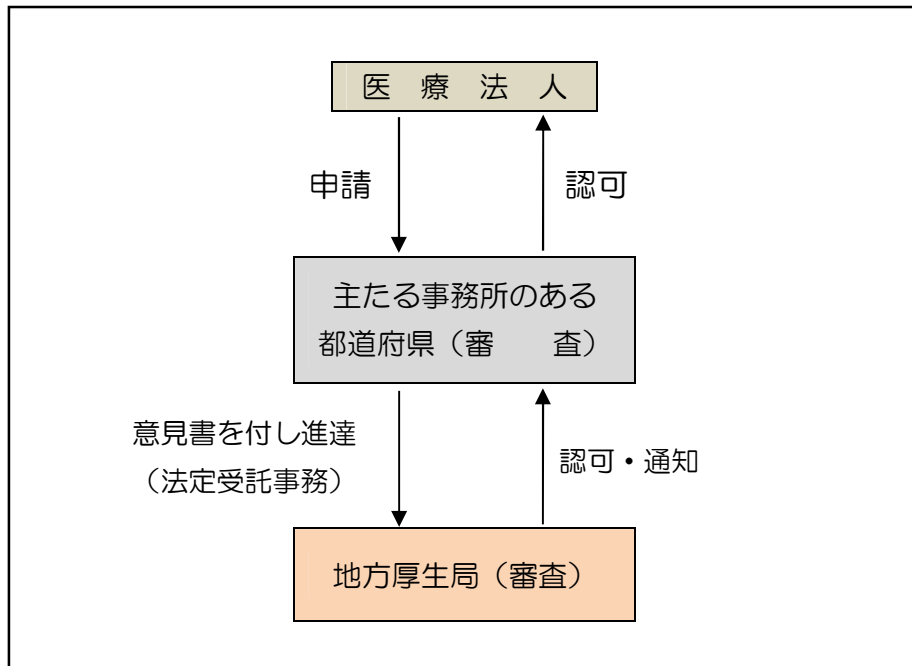 医　療　法　人
申請
認可
主たる事務所のある
都道府県（審　　査）
意見書を付し進達
（法定受託事務）
認可・通知
地方厚生局（審査）